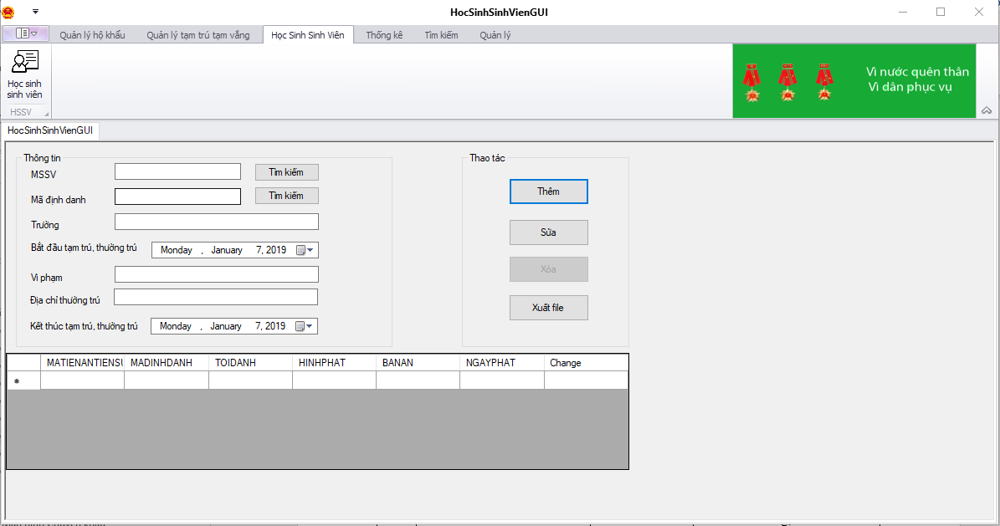 HocSinhSinhVienGUI
Quản lý hộ khẩu
Quản lý tạm trú tạm vắng
Học Sinh Sinh Viên
Thống kê
Tìm kiếm
Quản lý
Học sinh
sinh viên
HSSV
Vì nước quên thân
Vì dân phục vụ
HocSinhSinhVienGUI
Thông tin
MSSV
Tìm kiếm
Mã định danh
Tìm kiếm
Trường
Bắt đầu tạm trú, thường trú
Monday , January 7, 2019
Vi phạm
Địa chỉ thường trú
Kết thúc tạm trú, thường trú
Monday , January 7, 2019
Thao tác
Thêm
Sửa
Xóa
Xuất file
MATIENANTIENSU MADINHDANH TOIDANH HINHPHAT BANAN NGAYPHAT Change